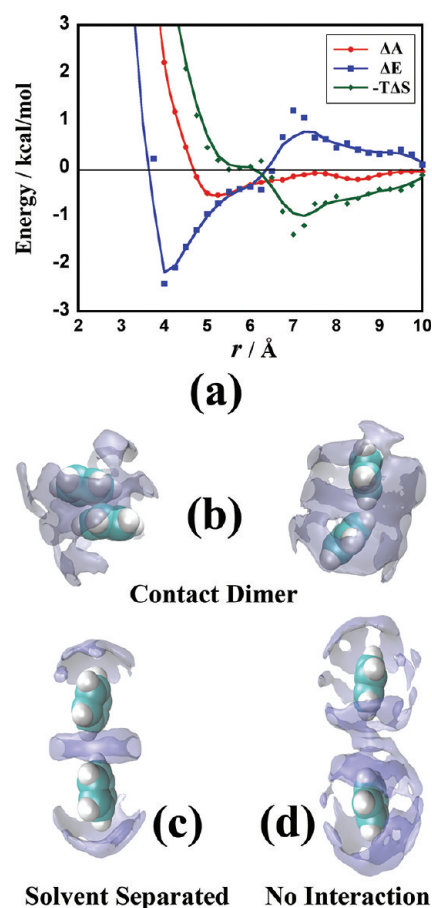 ΔA
ΔE
-TΔS
Energy / kcal/mol
3
2
1
0
-1
-2
-3
2 3 4 5 6 7 8 9 10
r / Å
(a)
(b)
Contact Dimer
(c) (d)
Solvent Separated No Interaction